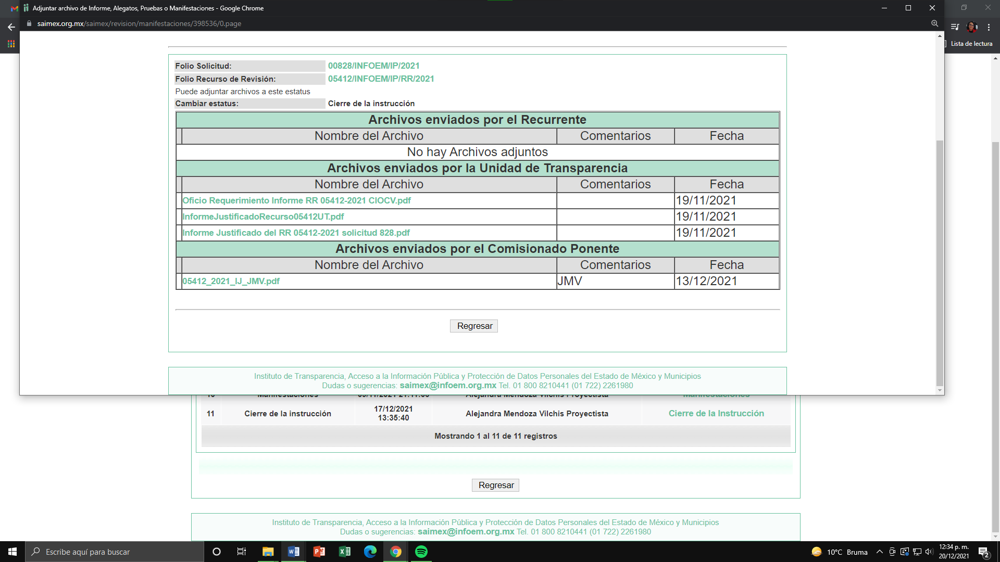 Adjuntar archivo de Informe, Alegatos, Pruebas o Manifestaciones - Google Chrome
saimex.org.mx/saimex/revision/manifestaciones/398536/0.page
Lista de lectura
Folio Solicitud: 00828/INFOEM/IP/2021
Folio Recurso de Revisión: 05412/INFOEM/IP/RR/2021
Puede adjuntar archivos a este estatus
Cambiar estatus: Cierre de la instrucción
Archivos enviados por el Recurrente
Nombre del Archivo Comentarios Fecha
No hay Archivos adjuntos
Archivos enviados por la Unidad de Transparencia
Nombre del Archivo Comentarios Fecha
Oficio Requerimiento Informe RR 05412-2021 CIOCV.pdf 19/11/2021
InformeJustificadoRecurso05412UT.pdf 19/11/2021
Informe Justificado del RR 05412-2021 solicitud 828.pdf 19/11/2021
Archivos enviados por el Comisionado Ponente
Nombre del Archivo Comentarios Fecha
05412_2021_IJ_JMV.pdf JMV 13/12/2021
Regresar
Instituto de Transparencia, Acceso a la Información Pública y Protección de Datos Personales del Estado de México y Municipios
Dudas o sugerencias: saimex@infoem.org.mx Tel. 01 800 8210441 (01 722) 2261980
Manifestaciones Alejandra Mendoza Vilchis Proyectista Manifestaciones
11 Cierre de la instrucción 17/12/2021 13:35:40 Alejandra Mendoza Vilchis Proyectista Cierre de la Instrucción
Mostrando 1 al 11 de 11 registros
Regresar
Instituto de Transparencia, Acceso a la Información Pública y Protección de Datos Personales del Estado de México y Municipios
Dudas o sugerencias: saimex@infoem.org.mx Tel. 01 800 8210441 (01 722) 2261980
Escribe aquí para buscar
10°C Bruma
12:34 p. m.
20/12/2021
2